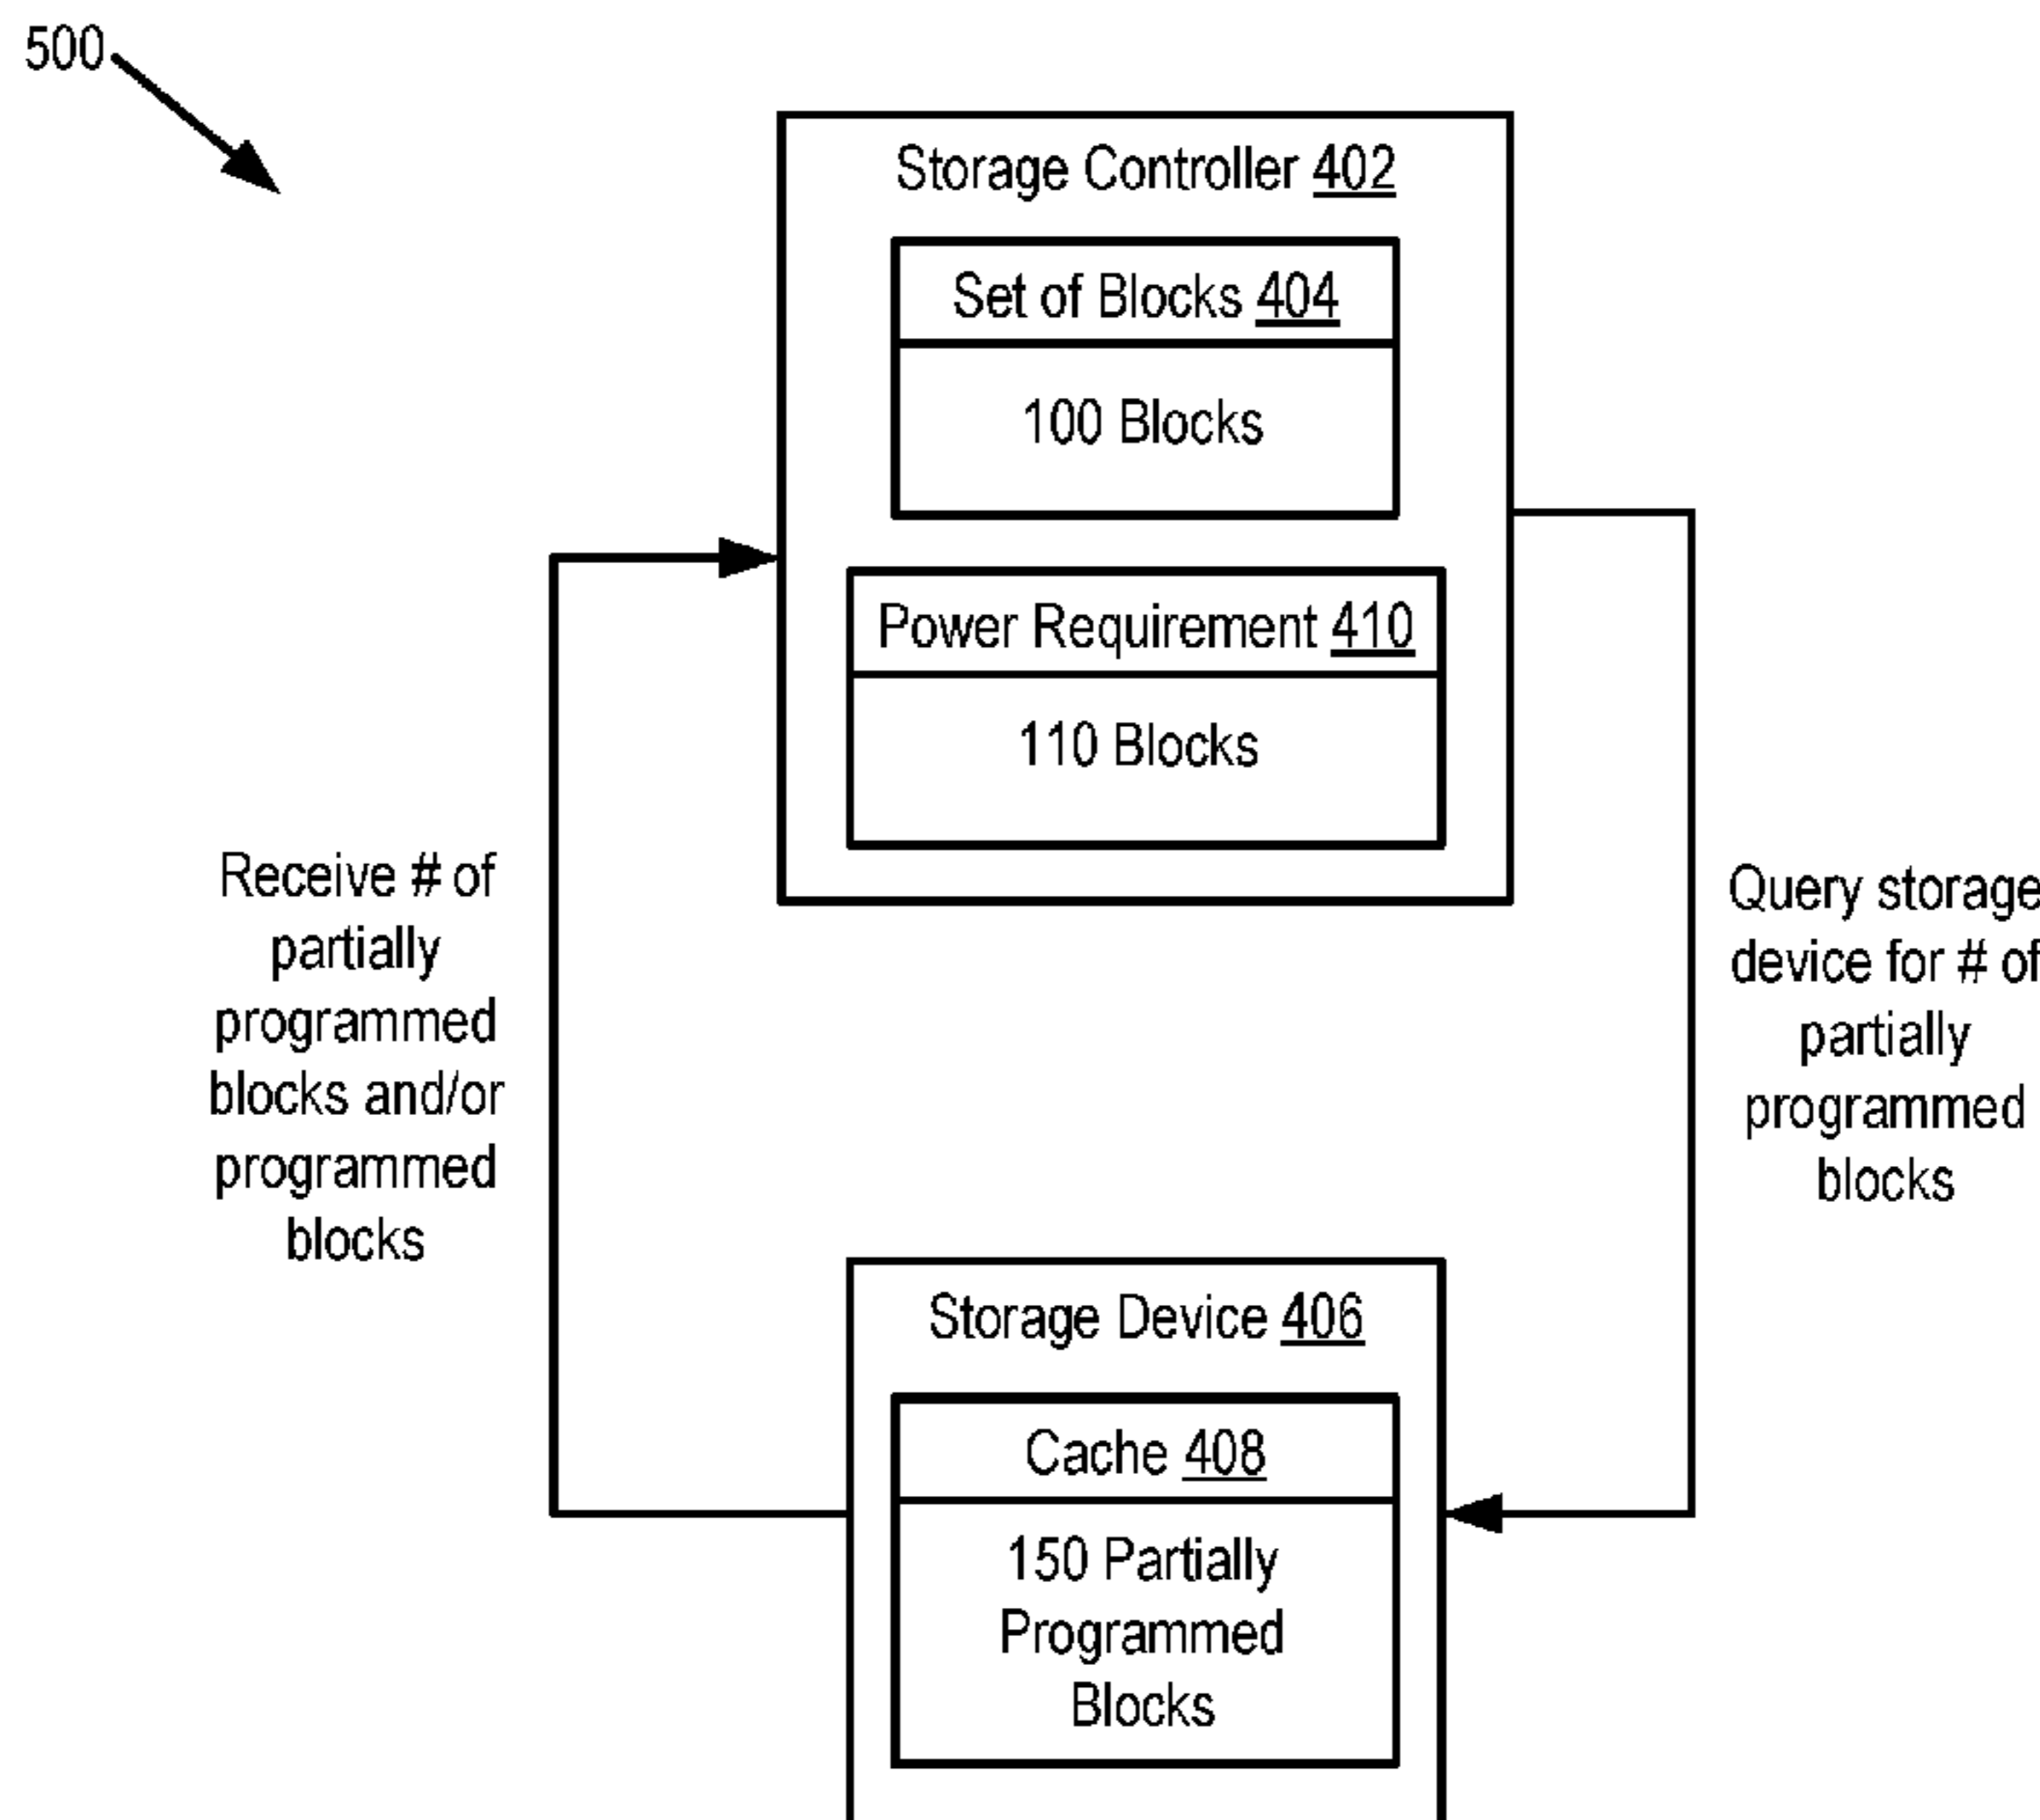 500
Storage Controller 402
Set of Blocks 404
100 Blocks
Power Requirement 410
110 Blocks
Receive # of
partially
programmed
blocks and/or
programmed
blocks
Query storage
device for # of
partially
programmed
blocks
Storage Device 406
Cache 408
150 Partially
Programmed
Blocks